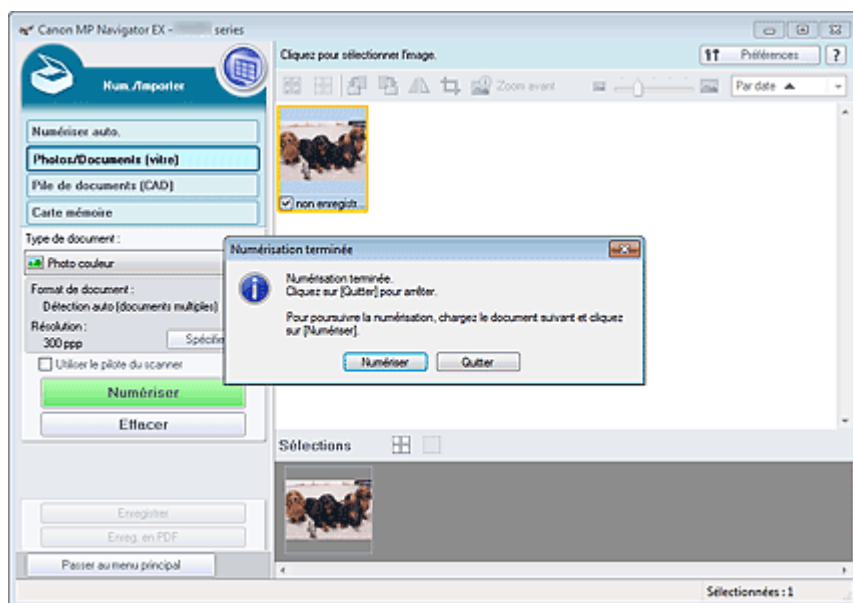 Canon MP Navigator EX - series
Cliquez pour sélectionner l'image.
Préférences
?
Num./Importer
Zoom avant
Par date
Numériser auto.
Photos/Documents (vitre)
Pile de documents (CAD)
Carte mémoire
non enregistr...
Type de document :
Photo couleur
Format de document :
Détection auto (documents multiples)
Résolution :
300 ppp
Spécifie
Utiliser le pilote du scanner
Numériser
Effacer
Numérisation terminée
Numérisation terminée.
Cliquez sur [Quitter] pour arrêter.
Pour poursuivre la numérisation, chargez le document suivant et cliquez
sur [Numériser].
Numériser
Quitter
Sélections
Enregistrer
Enreg. en PDF
Passer au menu principal
Sélectionnées : 1